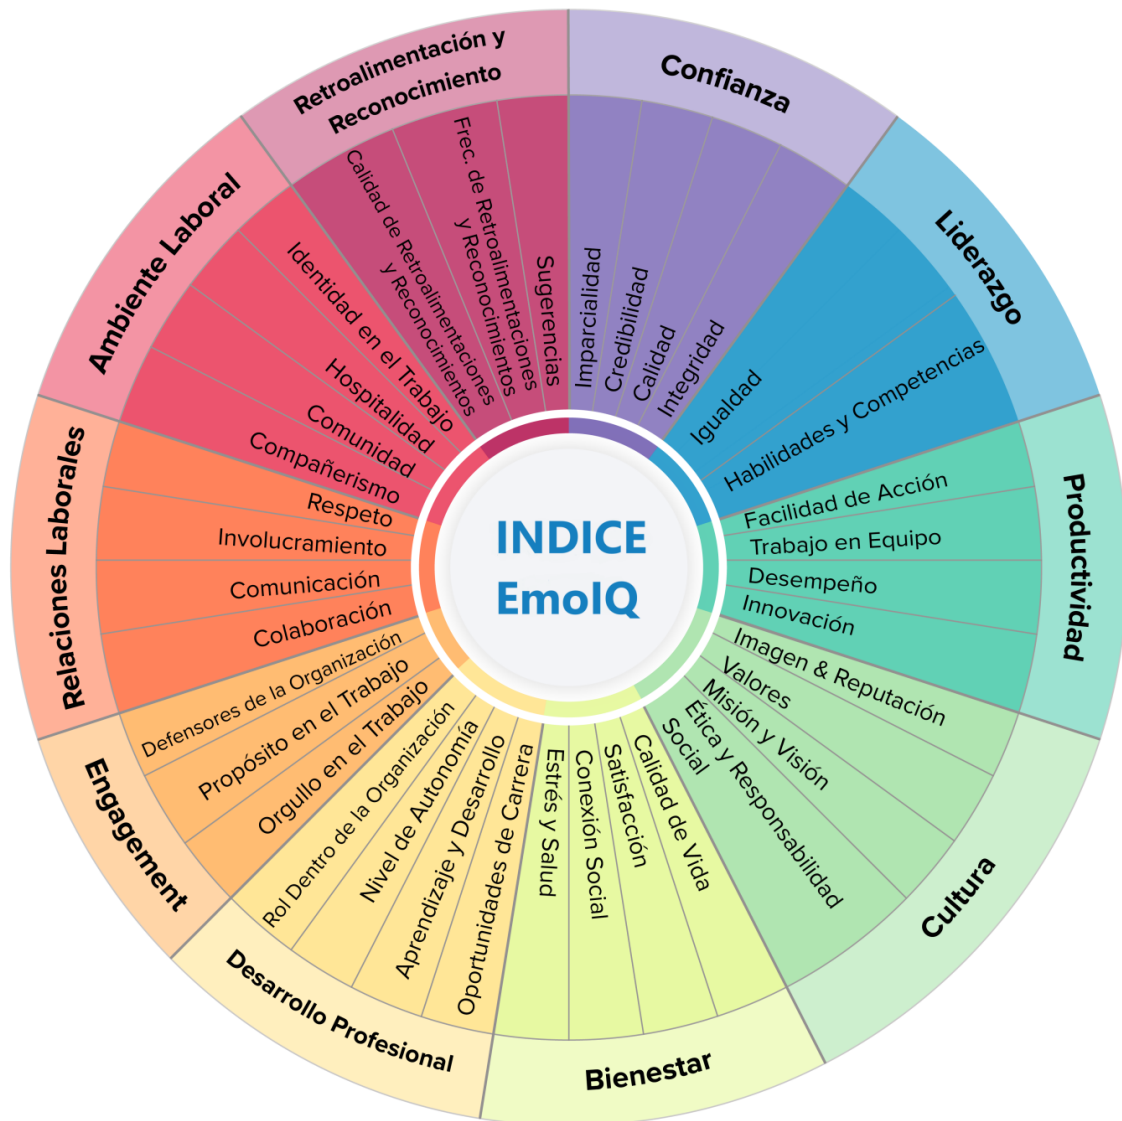 INDICE
EmoIQ
Confianza
Imparcialidad
Credibilidad
Calidad
Integridad
Liderazgo
Igualdad
Habilidades y Competencias
Productividad
Facilidad de Acción
Trabajo en Equipo
Desempeño
Innovación
Cultura
Imagen & Reputación
Valores
Misión y Visión
Ética y Responsabilidad
Social
Bienestar
Calidad de Vida
Satisfacción
Conexión Social
Estrés y Salud
Desarrollo Profesional
Oportunidades de Carrera
Aprendizaje y Desarrollo
Nivel de Autonomía
Rol Dentro de la Organización
Engagement
Orgullo en el Trabajo
Propósito en el Trabajo
Defensores de la Organización
Relaciones Laborales
Colaboración
Comunicación
Involucramiento
Respeto
Ambiente Laboral
Compañerismo
Comunidad
Hospitalidad
Identidad en el Trabajo
Retroalimentación y
Reconocimiento
Calidad de Retroalimentaciones
y Reconocimientos
Frec. de Retroalimentaciones
y Reconocimientos
Sugerencias